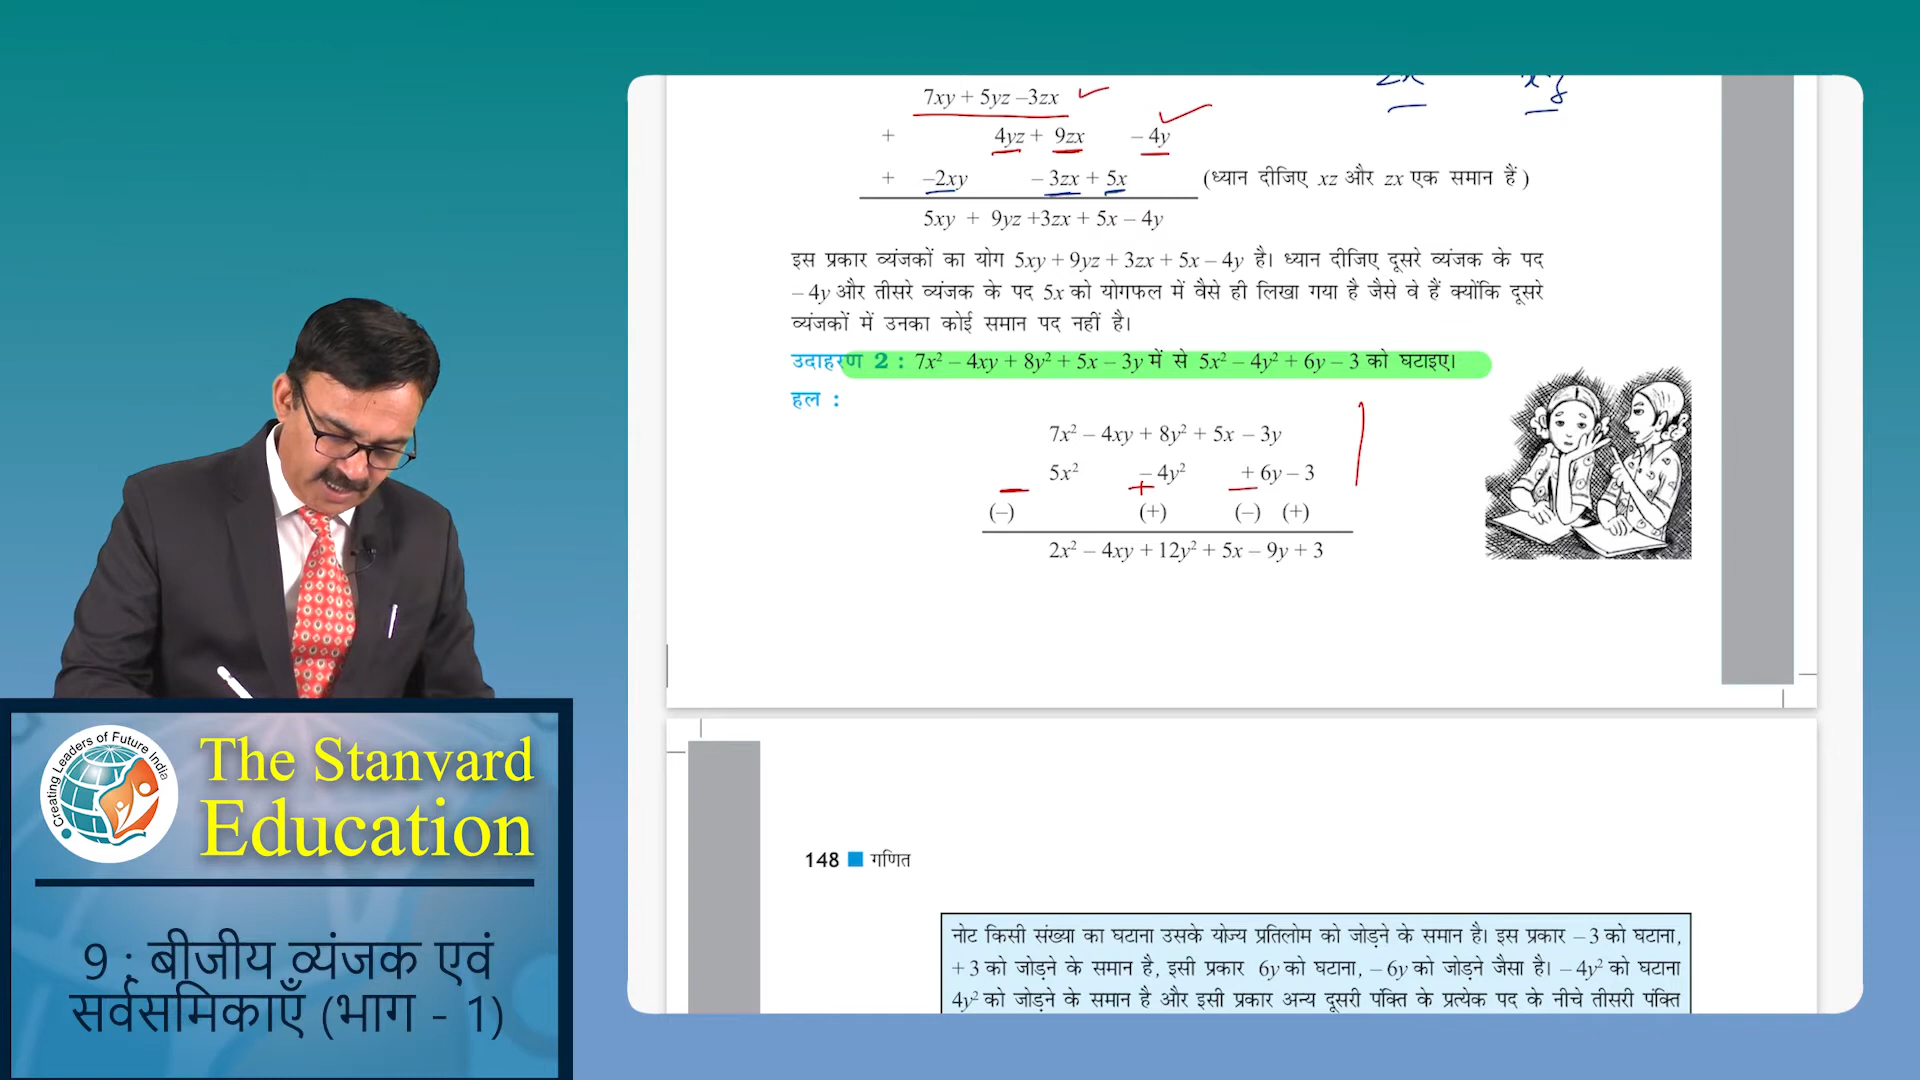 7xy + 5yz –3zx
+ 4yz + 9zx – 4y
+ –2xy – 3zx + 5x (ध्यान दीजिए xz और zx एक समान हैं )
5xy + 9yz +3zx + 5x – 4y
इस प्रकार व्यंजकों का योग 5xy + 9yz + 3zx + 5x – 4y है। ध्यान दीजिए दूसरे व्यंजक के पद
– 4y और तीसरे व्यंजक के पद 5x को योगफल में वैसे ही लिखा गया है जैसे वे हैं क्योंकि दूसरे
व्यंजकों में उनका कोई समान पद नहीं है।
उदाहरण 2 : 7x² – 4xy + 8y² + 5x – 3y में से 5x² – 4y² + 6y – 3 को घटाइए।
हल :
7x² – 4xy + 8y² + 5x – 3y
5x² – 4y² + 6y – 3
(–) (+) (–) (+)
2x² – 4xy + 12y² + 5x – 9y + 3
148 गणित
नोट किसी संख्या का घटाना उसके योज्य प्रतिलोम को जोड़ने के समान है। इस प्रकार – 3 को घटाना,
+ 3 को जोड़ने के समान है, इसी प्रकार 6y को घटाना, – 6y को जोड़ने जैसा है। – 4y² को घटाना
4y² को जोड़ने के समान है और इसी प्रकार अन्य दूसरी पंक्ति के प्रत्येक पद के नीचे तीसरी पंक्ति
Creating Leaders of Future India
The Stanvard
Education
9 : बीजीय व्यंजक एवं
सर्वसमिकाएँ (भाग - 1)